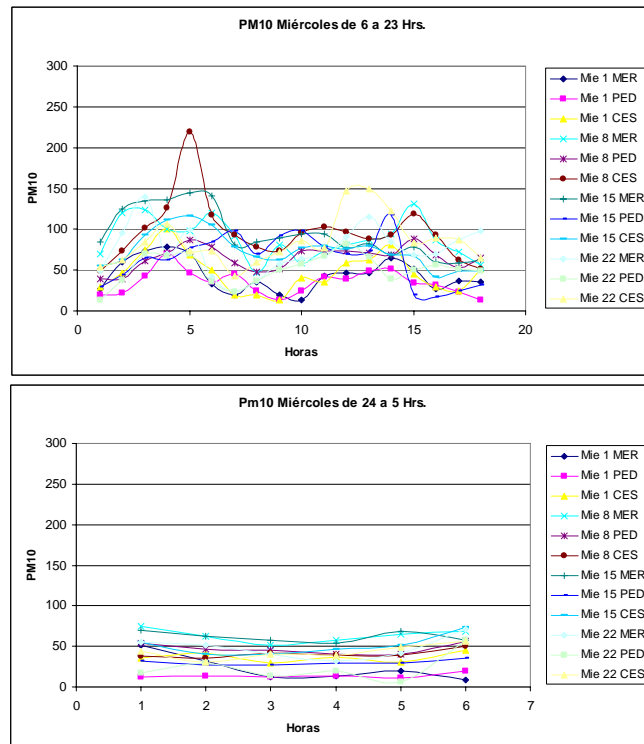 PM10 Miércoles de 6 a 23 Hrs.
300
250
200
150
100
50
0
PM10
0 5 10 15 20
Horas
Mie 1 MER
Mie 1 PED
Mie 1 CES
Mie 8 MER
Mie 8 PED
Mie 8 CES
Mie 15 MER
Mie 15 PED
Mie 15 CES
Mie 22 MER
Mie 22 PED
Mie 22 CES
Pm10 Miércoles de 24 a 5 Hrs.
300
250
200
150
100
50
0
PM10
0 1 2 3 4 5 6 7
Horas
Mie 1 MER
Mie 1 PED
Mie 1 CES
Mie 8 MER
Mie 8 PED
Mie 8 CES
Mie 15 MER
Mie 15 PED
Mie 15 CES
Mie 22 MER
Mie 22 PED
Mie 22 CES